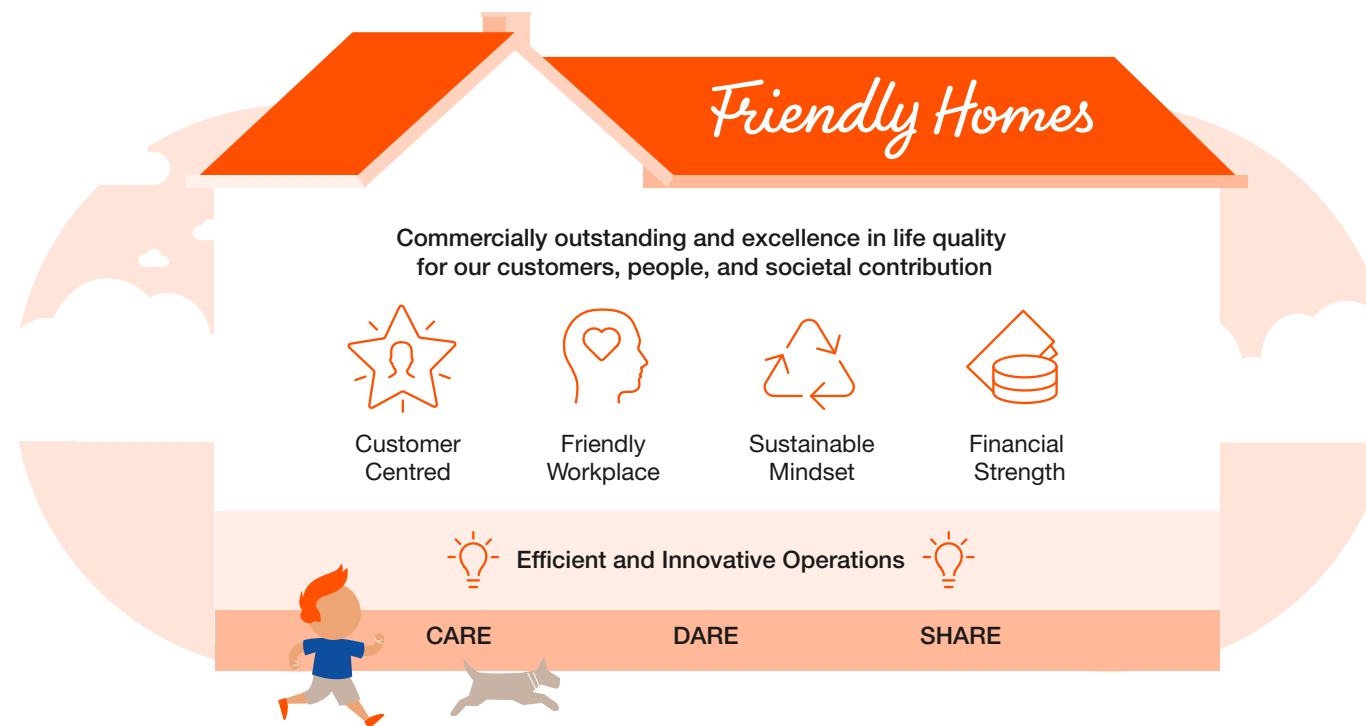 Friendly Homes
Commercially outstanding and excellence in life quality
for our customers, people, and societal contribution
Customer
Centred
Friendly
Workplace
Sustainable
Mindset
Financial
Strength
Efficient and Innovative Operations
CARE
DARE
SHARE